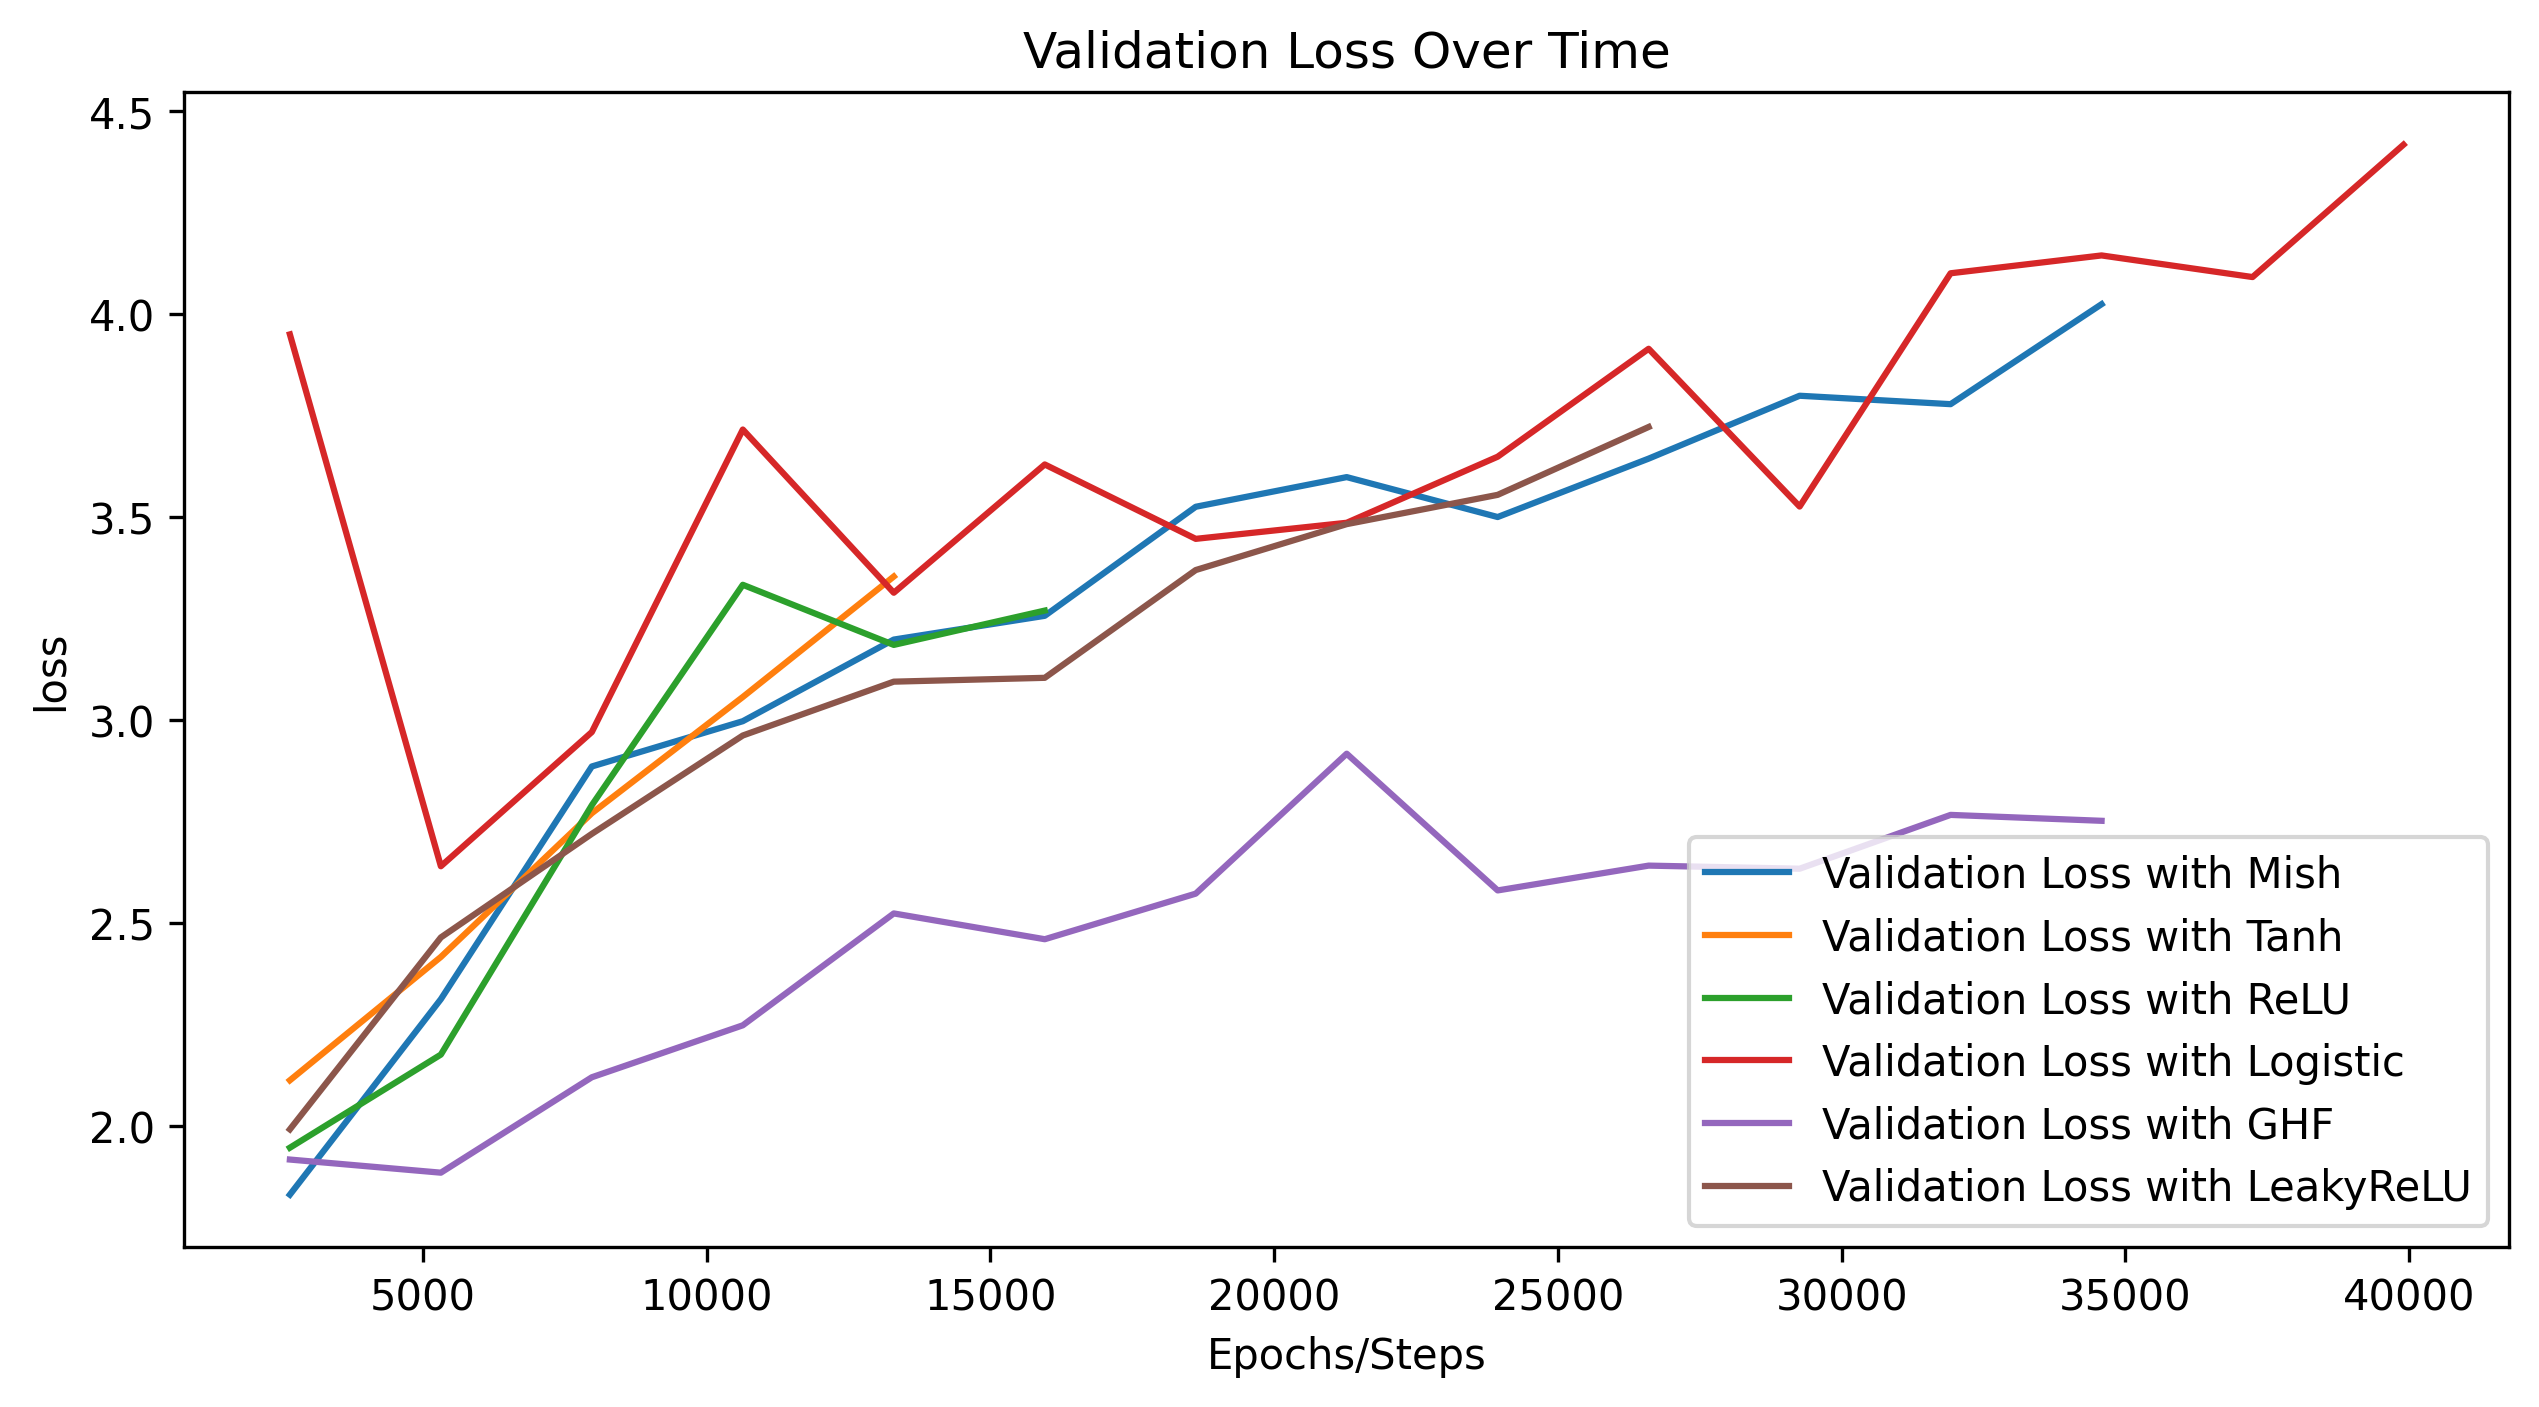 Validation Loss Over Time
4.5
4.0
3.5
3.0
2.5
2.0
loss
5000 10000 15000 20000 25000 30000 35000 40000
Epochs/Steps
Validation Loss with Mish
Validation Loss with Tanh
Validation Loss with ReLU
Validation Loss with Logistic
Validation Loss with GHF
Validation Loss with LeakyReLU